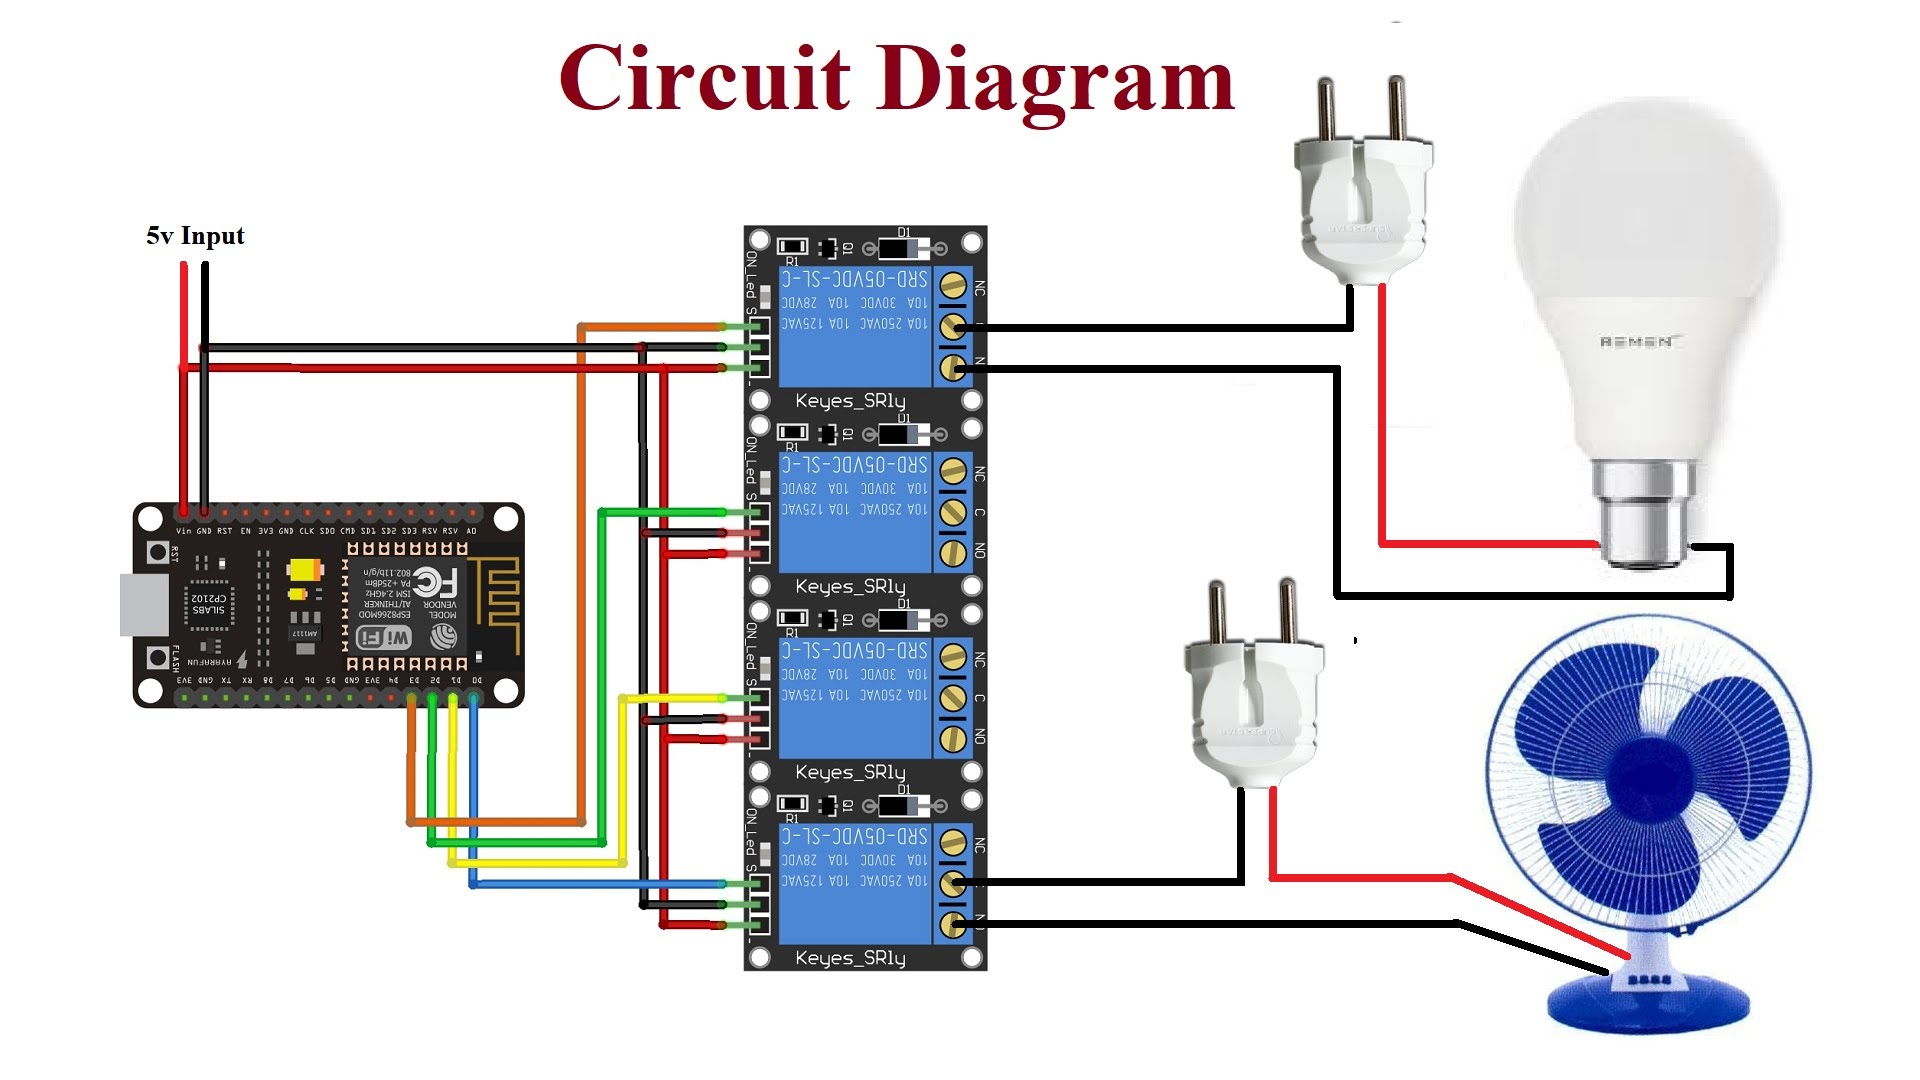 Circuit Diagram
5v Input
Vin GND RST EN 3V3 GND CLK SD0 CMD SD1 SD2 SD3 RSV RSV A0
RST
SILABS
CP2102
AM1117
FLASH
AYARAFUN
MODEL
VENDOR
ESP8266MOD
AI/THINKER
ISM 2.4GHz
PA +25dBm
802.11b/g/n
FC
WiFi
3V3 GND TX RX D8 D7 D6 D5 GND 3V3 D4 D3 D2 D1 D0
R1 Q1 D1
ON_Led S
SRD-05VDC-SL-C
10A 30VDC 10A 28VDC
10A 250VAC 10A 125VAC
NC
Keyes_SRly
R1 Q1 D1
ON_Led S
SRD-05VDC-SL-C
10A 30VDC 10A 28VDC
10A 250VAC 10A 125VAC
NC
C
NO
Keyes_SRly
R1 Q1 D1
ON_Led S
SRD-05VDC-SL-C
10A 30VDC 10A 28VDC
10A 250VAC 10A 125VAC
NC
C
NO
Keyes_SRly
R1 Q1 D1
ON_Led S
SRD-05VDC-SL-C
10A 30VDC 10A 28VDC
10A 250VAC 10A 125VAC
NC
Keyes_SRly